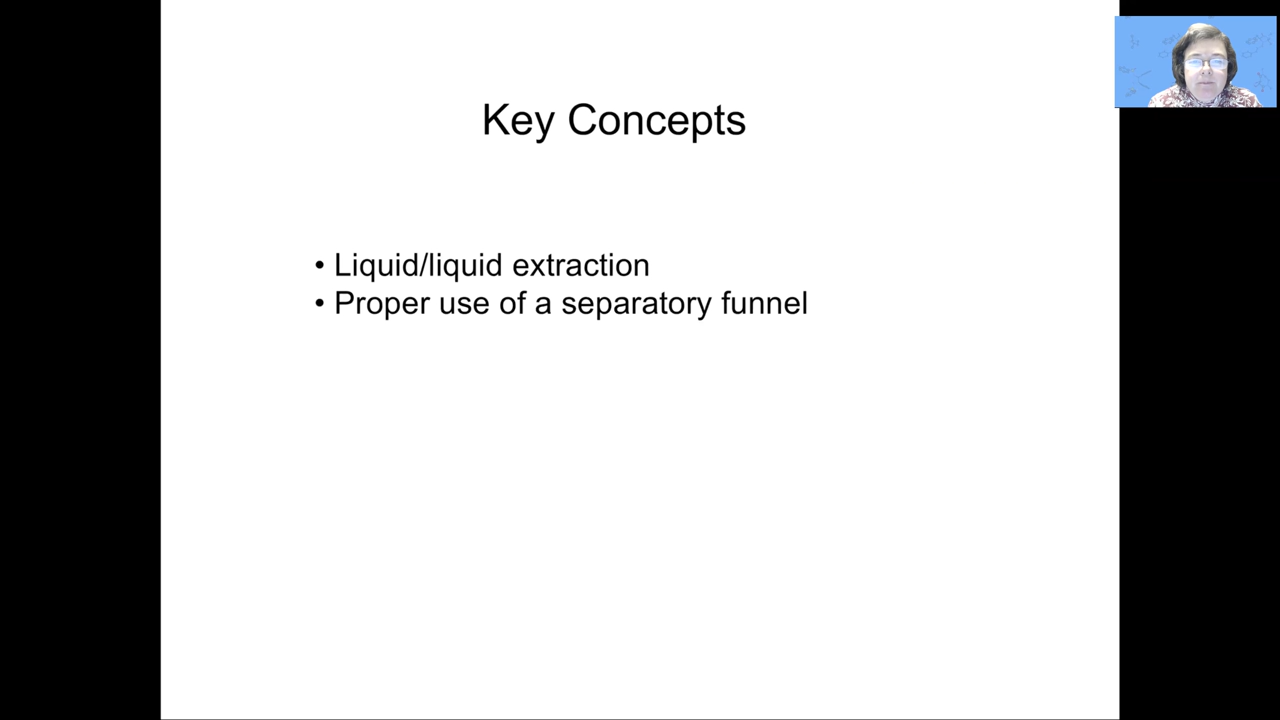 Key Concepts
• Liquid/liquid extraction
• Proper use of a separatory funnel